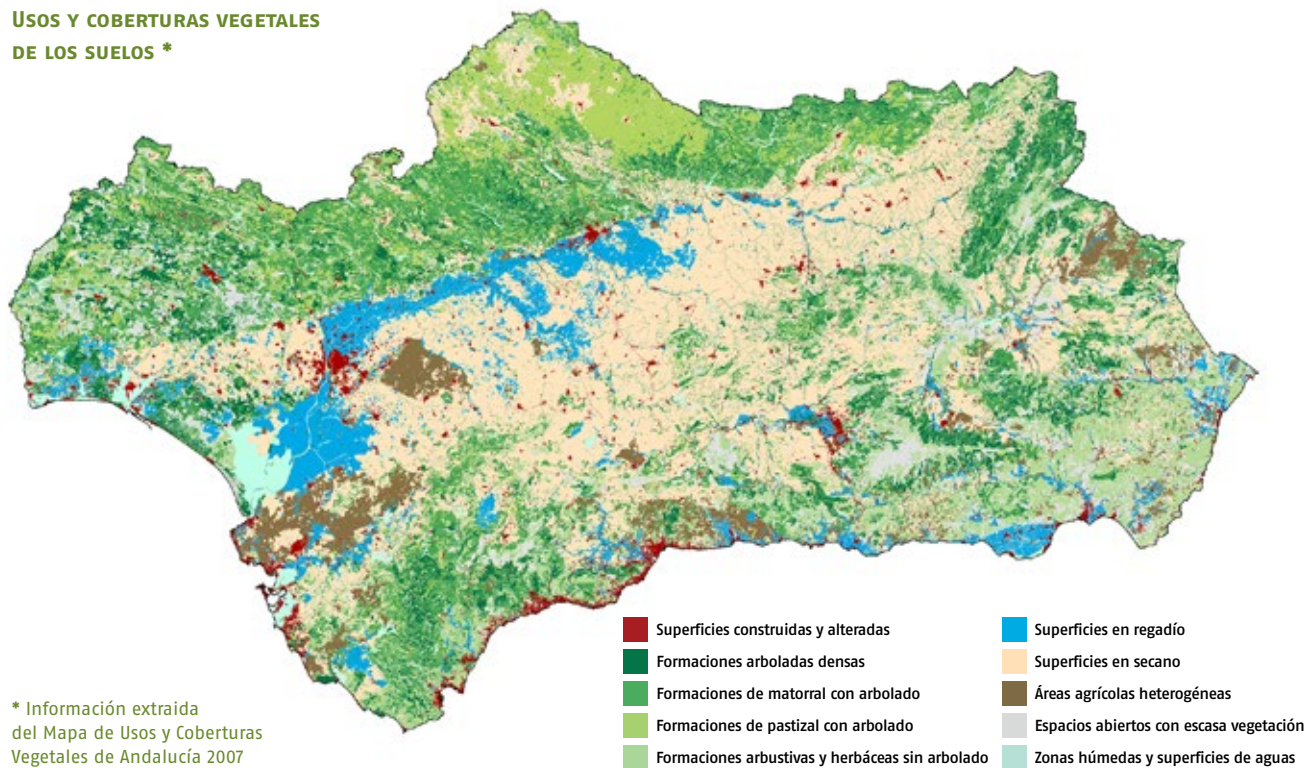 USOS Y COBERTURAS VEGETALES
DE LOS SUELOS *
Superficies construidas y alteradas
Formaciones arboladas densas
Formaciones de matorral con arbolado
Formaciones de pastizal con arbolado
Formaciones arbustivas y herbáceas sin arbolado
Superficies en regadío
Superficies en secano
Áreas agrícolas heterogéneas
Espacios abiertos con escasa vegetación
Zonas húmedas y superficies de aguas
* Información extraida
del Mapa de Usos y Coberturas
Vegetales de Andalucía 2007